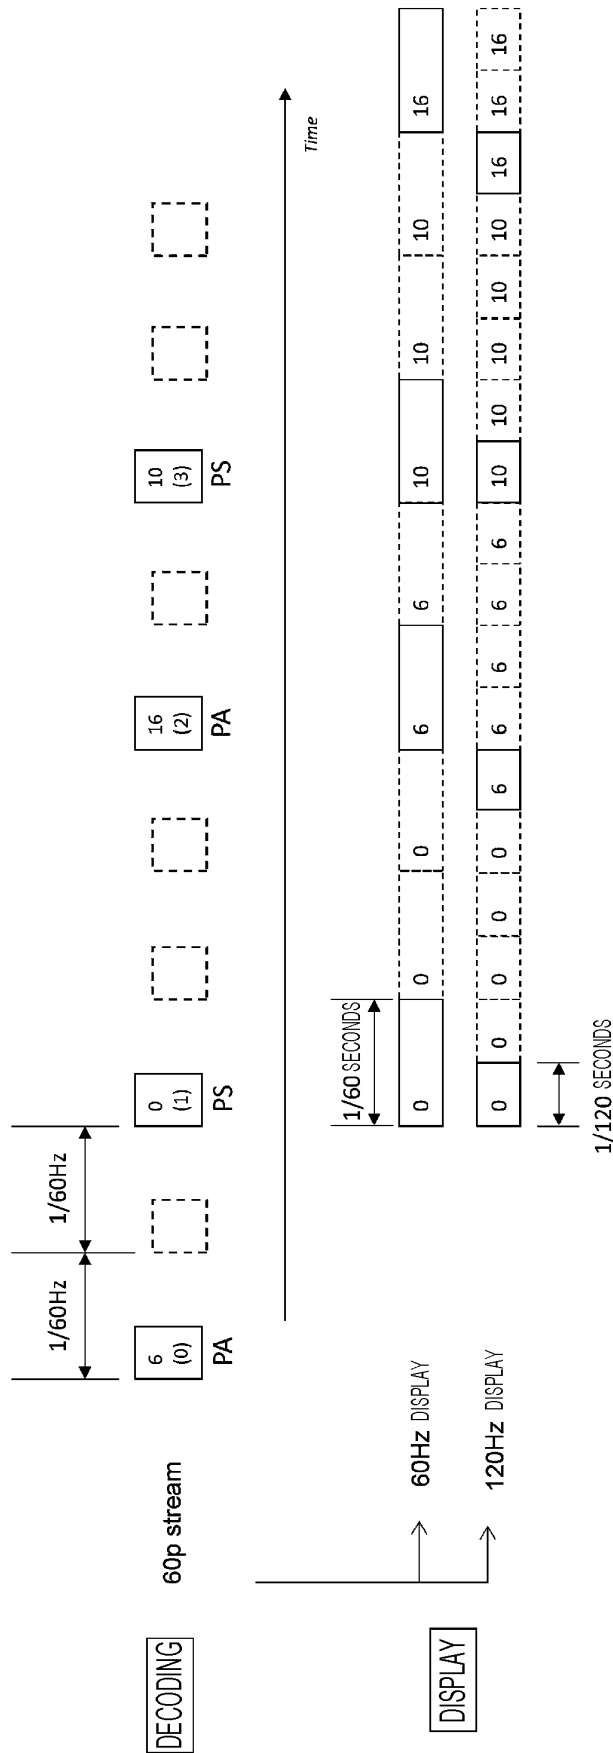 1/60Hz 1/60Hz
DECODING 60p stream
6 0 16 10
(0) (1) (2) (3)
PA PS PA PS
Time
1/60 SECONDS
DISPLAY
60Hz DISPLAY 0 0 0 6 6 10 10 10 16
120Hz DISPLAY 0 0 0 0 0 6 6 6 6 6 10 10 10 10 10 16 16 16
1/120 SECONDS